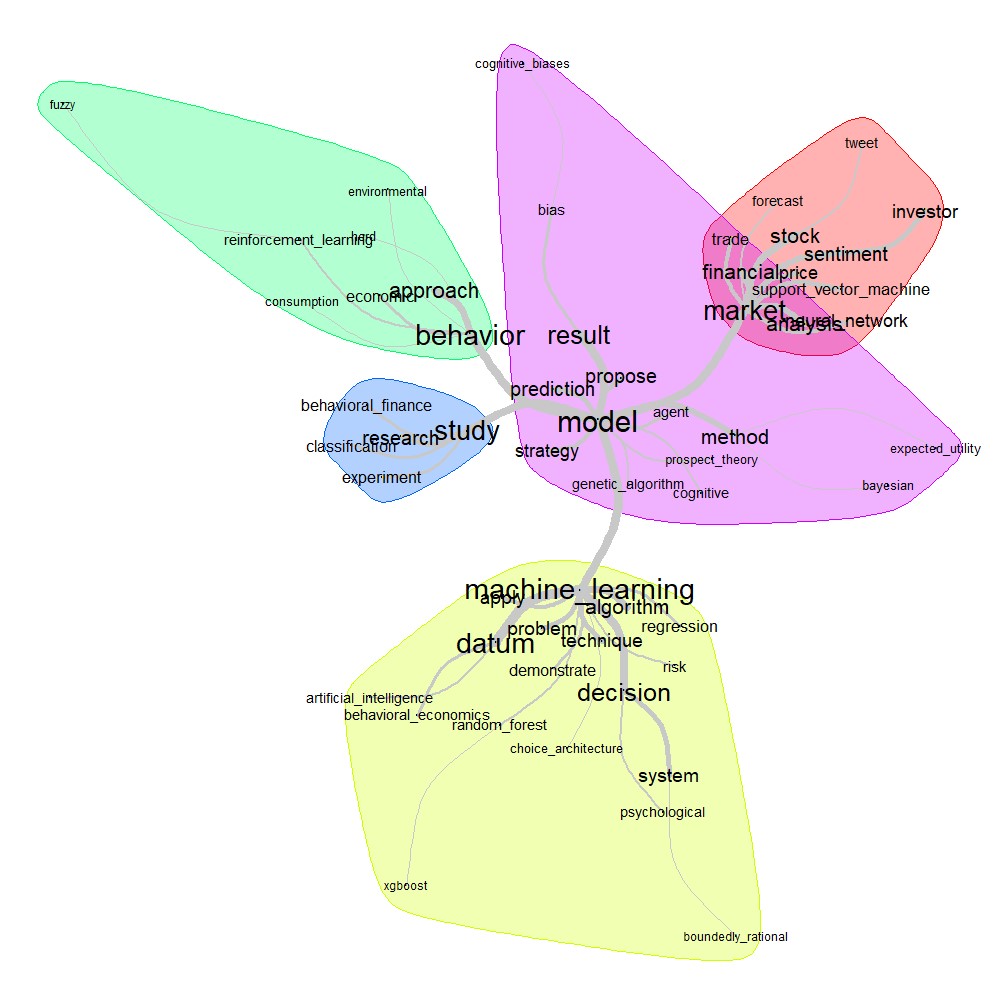 cognitive_biases
fuzzy
tweet
environmental
forecast
bias
investor
reinforcement_learning
herd
trade
stock
sentiment
financial
price
approach
economic
consumption
support_vector_machine
market
neural_network
analysis
behavior
result
propose
prediction
behavioral_finance
agent
model
study
research
method
classification
strategy
expected_utility
prospect_theory
experiment
genetic_algorithm
cognitive
bayesian
machine_learning
apply
algorithm
problem
regression
datum
technique
demonstrate
risk
artificial_intelligence
decision
behavioral_economics
random_forest
choice_architecture
system
psychological
xgboost
boundedly_rational